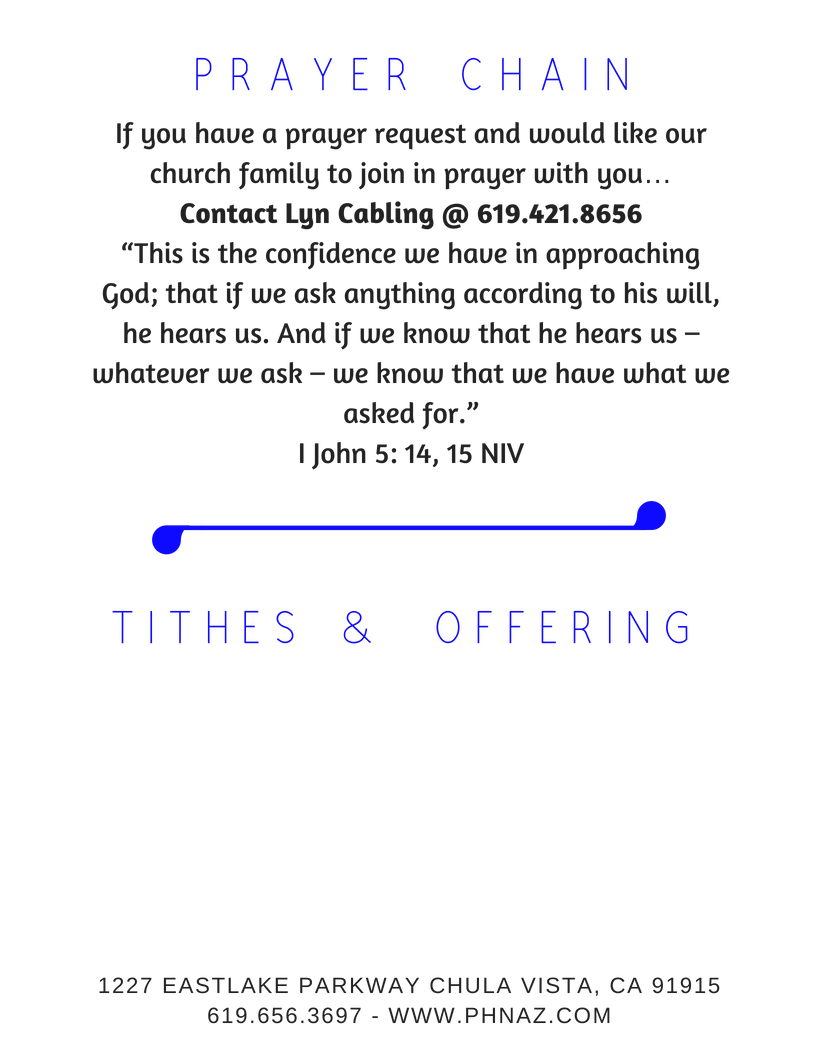 PRAYER CHAIN
If you have a prayer request and would like our
church family to join in prayer with you…
Contact Lyn Cabling @ 619.421.8656
“This is the confidence we have in approaching
God; that if we ask anything according to his will,
he hears us. And if we know that he hears us –
whatever we ask – we know that we have what we
asked for.”
I John 5: 14, 15 NIV
TITHES & OFFERING
1227 EASTLAKE PARKWAY CHULA VISTA, CA 91915
619.656.3697 - WWW.PHNAZ.COM